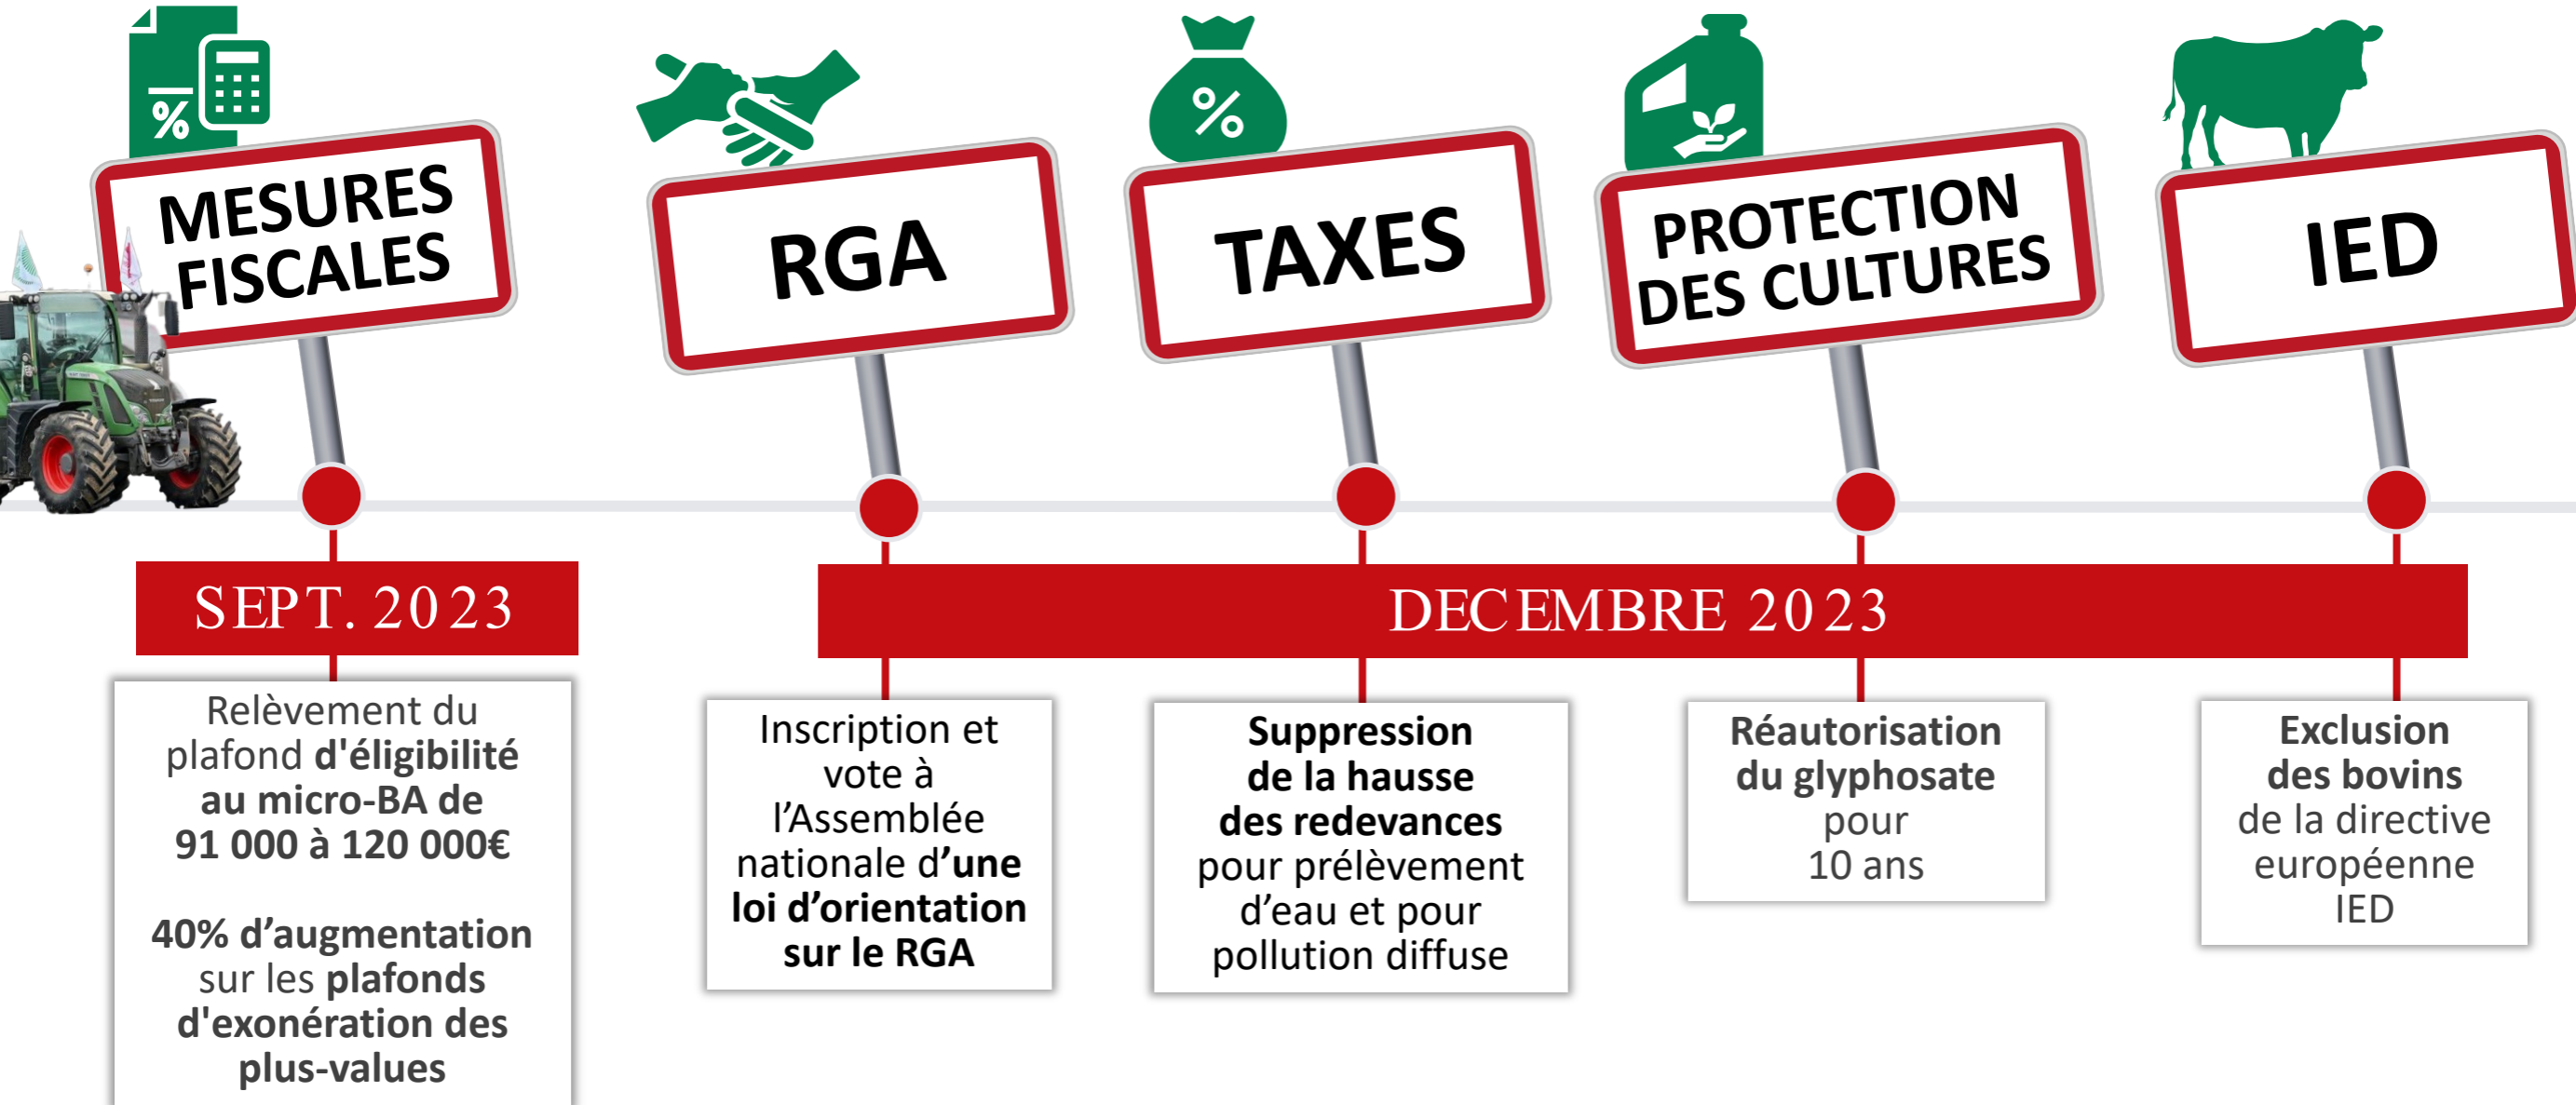 MESURES
FISCALES
RGA
TAXES
PROTECTION
DES CULTURES
IED
SEPT. 2023
DECEMBRE 2023
Relèvement du
plafond d'éligibilité
au micro-BA de
91 000 à 120 000€
40% d’augmentation
sur les plafonds
d'exonération des
plus-values
Inscription et
vote à
l’Assemblée
nationale d’une
loi d’orientation
sur le RGA
Suppression
de la hausse
des redevances
pour prélèvement
d’eau et pour
pollution diffuse
Réautorisation
du glyphosate
pour
10 ans
Exclusion
des bovins
de la directive
européenne
IED